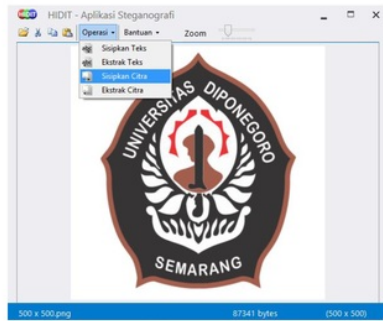 HIDIT - Aplikasi Steganografi
Operasi Bantuan Zoom
Sisipkan Teks
Ekstrak Teks
Sisipkan Citra
Ekstrak Citra
UNIVERSITAS DIPONEGORO
SEMARANG
500 x 500.png 87341 bytes (500 x 500)